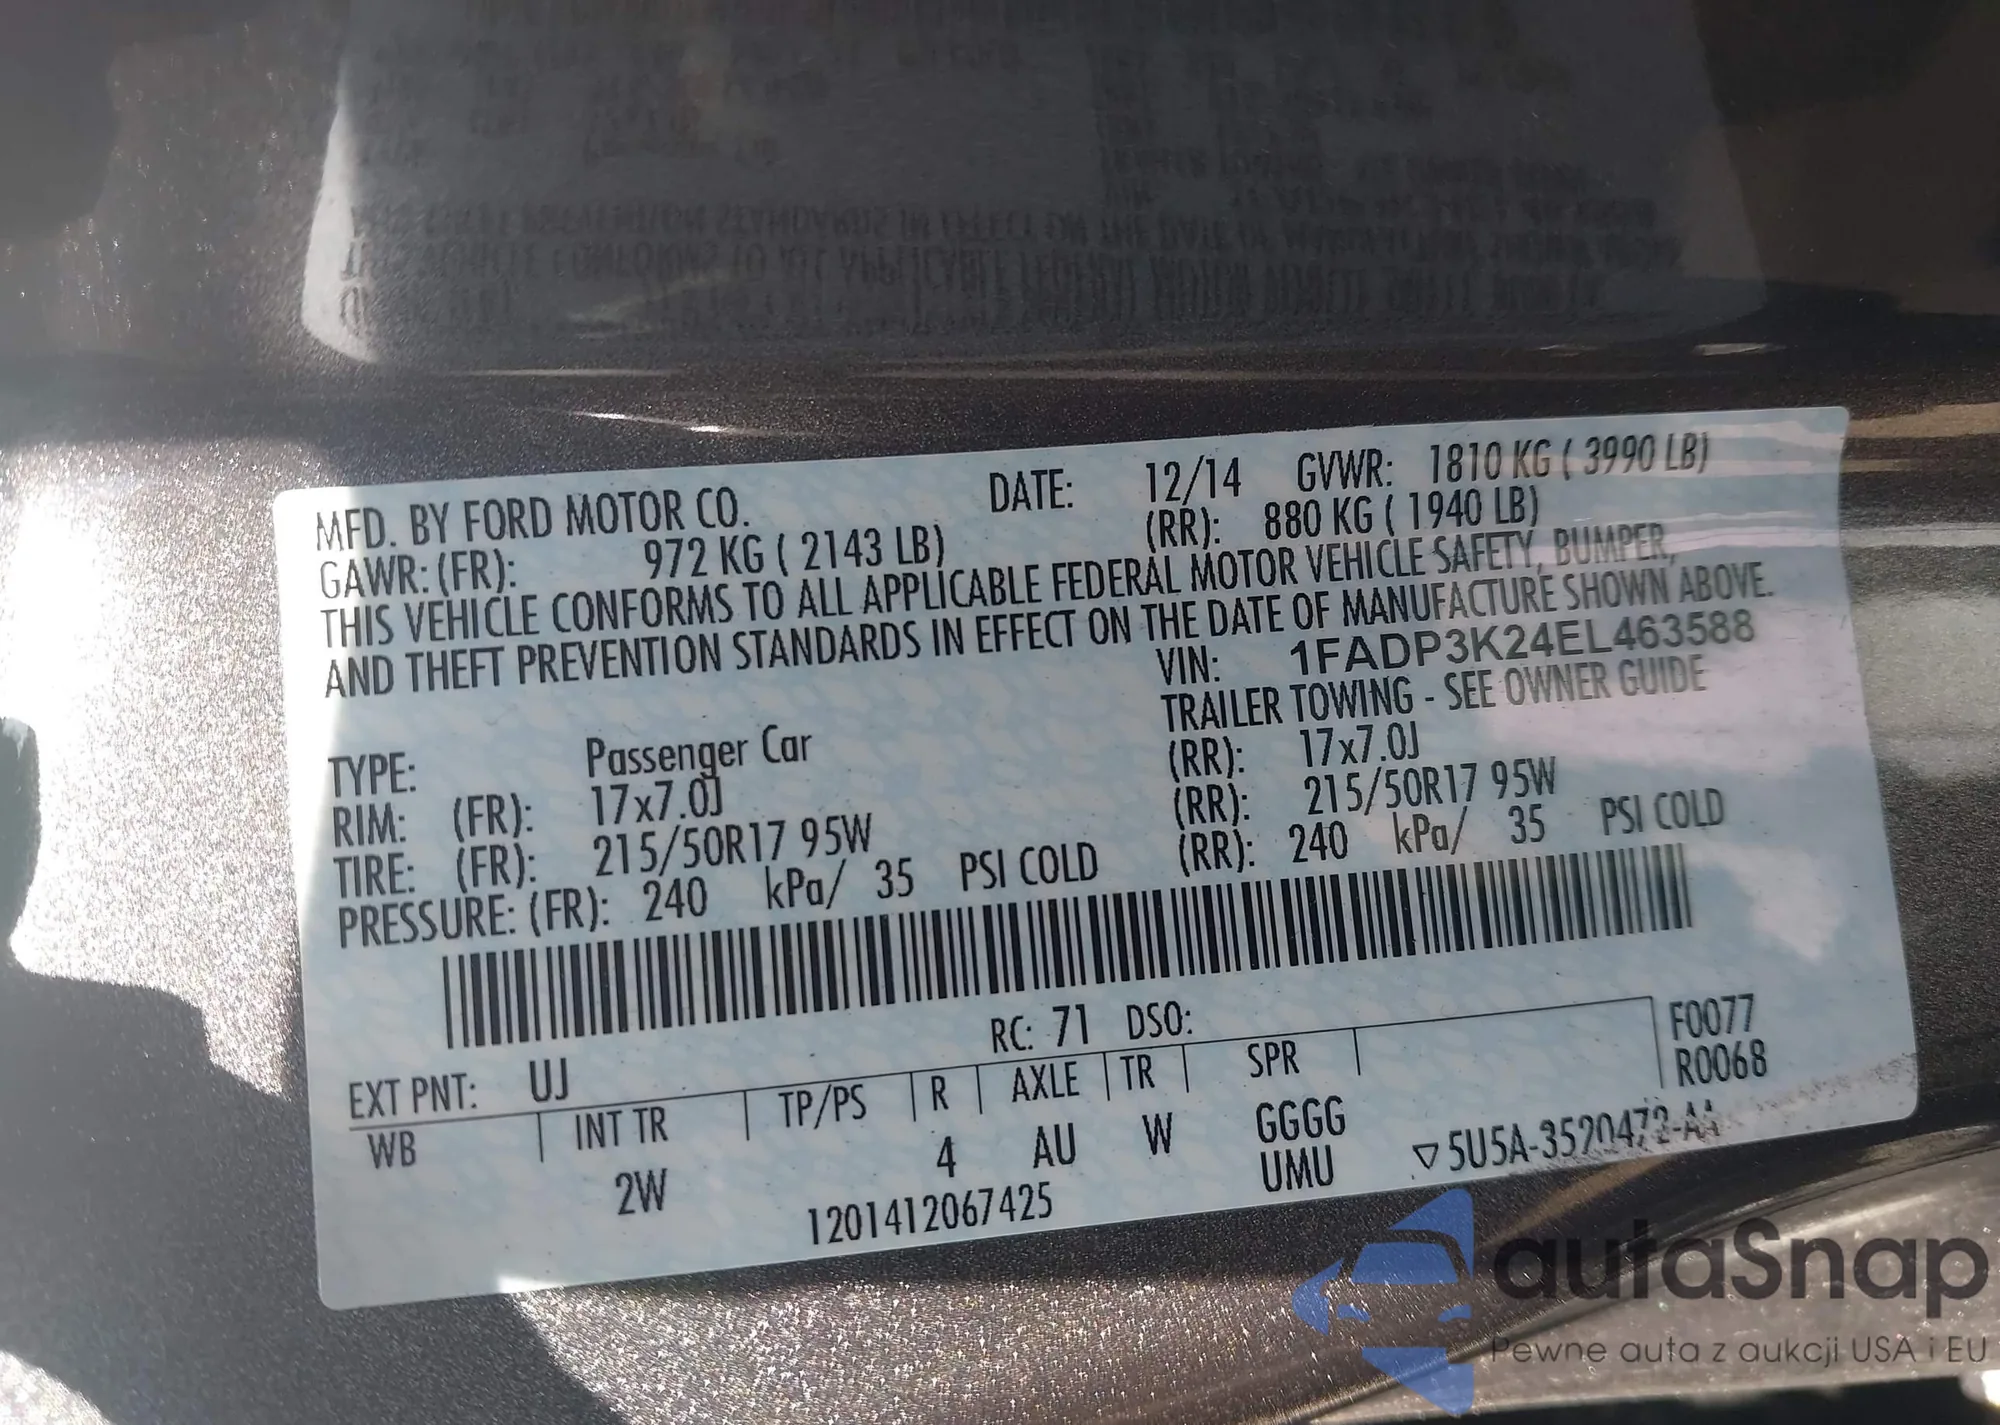 MFD. BY FORD MOTOR CO. DATE: 12/14 GVWR: 1810 KG ( 3990 LB)
GAWR: (FR): 972 KG ( 2143 LB) (RR): 880 KG ( 1940 LB)
THIS VEHICLE CONFORMS TO ALL APPLICABLE FEDERAL MOTOR VEHICLE SAFETY, BUMPER,
AND THEFT PREVENTION STANDARDS IN EFFECT ON THE DATE OF MANUFACTURE SHOWN ABOVE.
VIN: 1FADP3K24EL463588
TRAILER TOWING - SEE OWNER GUIDE
TYPE: Passenger Car
RIM: (FR): 17x7.0J (RR): 17x7.0J
TIRE: (FR): 215/50R17 95W (RR): 215/50R17 95W
PRESSURE: (FR): 240 kPa/ 35 PSI COLD (RR): 240 kPa/ 35 PSI COLD
RC: 71 DSO: F0077
EXT PNT: UJ R0068
WB INT TR TP/PS R AXLE TR SPR
2W 4 AU W GGGG
UMU
1201412067425 ▽5U5A-3520472-AA
autaSnap
Pewne auta z aukcji USA i EU